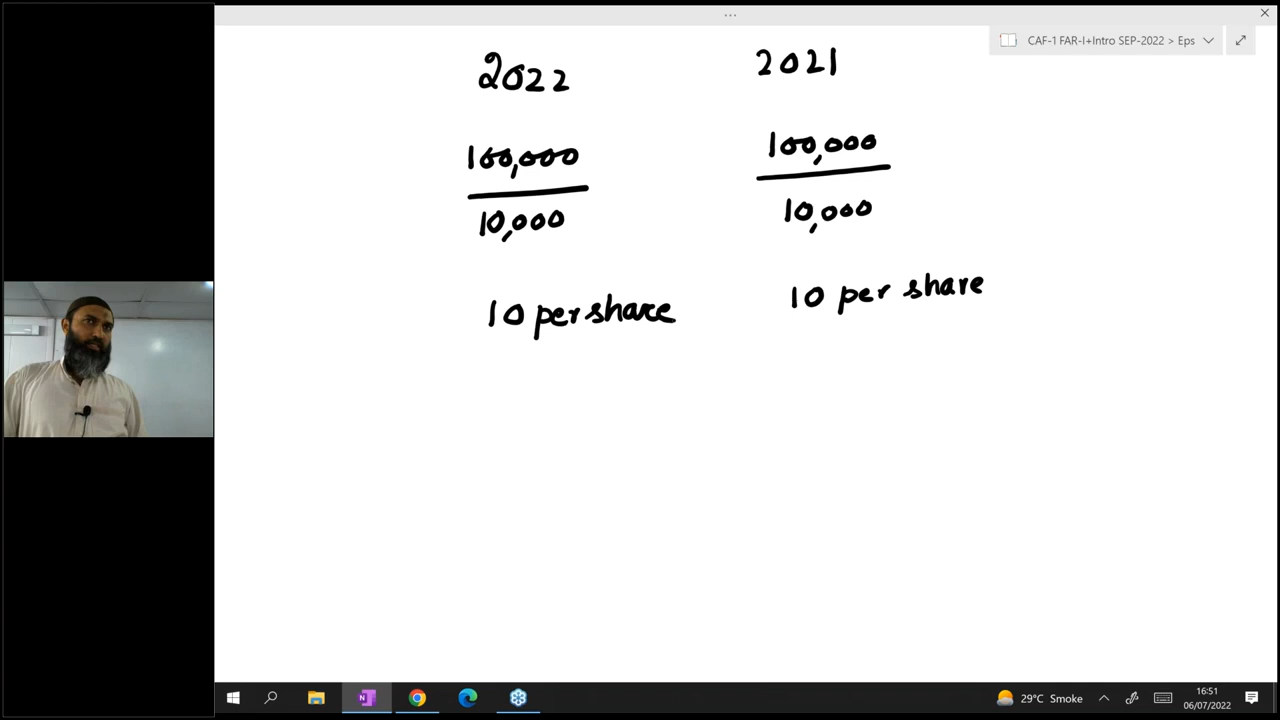 CAF-1 FAR-I+Intro SEP-2022 > Eps
2022 2021
100,000 100,000
10,000 10,000
10 per share 10 per share
29°C Smoke
16:51
06/07/2022